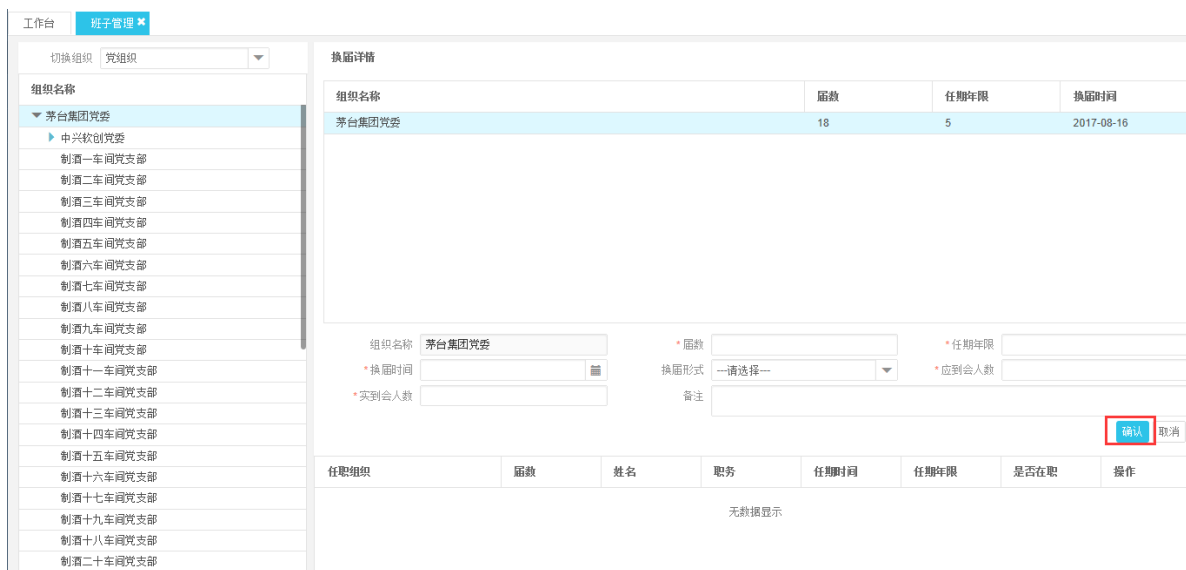 工作台 班子管理 ✖
切换组织 党组织
组织名称
茅台集团党委
中兴软创党委
制酒一车间党支部
制酒二车间党支部
制酒三车间党支部
制酒四车间党支部
制酒五车间党支部
制酒六车间党支部
制酒七车间党支部
制酒八车间党支部
制酒九车间党支部
制酒十车间党支部
制酒十一车间党支部
制酒十二车间党支部
制酒十三车间党支部
制酒十四车间党支部
制酒十五车间党支部
制酒十六车间党支部
制酒十七车间党支部
制酒十九车间党支部
制酒十八车间党支部
制酒二十车间党支部
换届详情
组织名称 届数 任期年限 换届时间
茅台集团党委 18 5 2017-08-16
组织名称 茅台集团党委 *届数 *任期年限
*换届时间 换届形式 ---请选择--- *应到会人数
*实到会人数 备注
确认 取消
任职组织 届数 姓名 职务 任期时间 任期年限 是否在职 操作
无数据显示